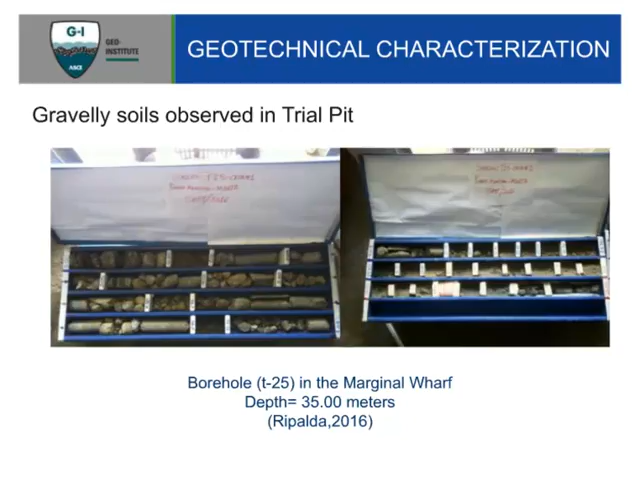 G-I
ASCE
GEO-
INSTITUTE
GEOTECHNICAL CHARACTERIZATION
Gravelly soils observed in Trial Pit
Borehole (t-25) in the Marginal Wharf
Depth= 35.00 meters
(Ripalda,2016)